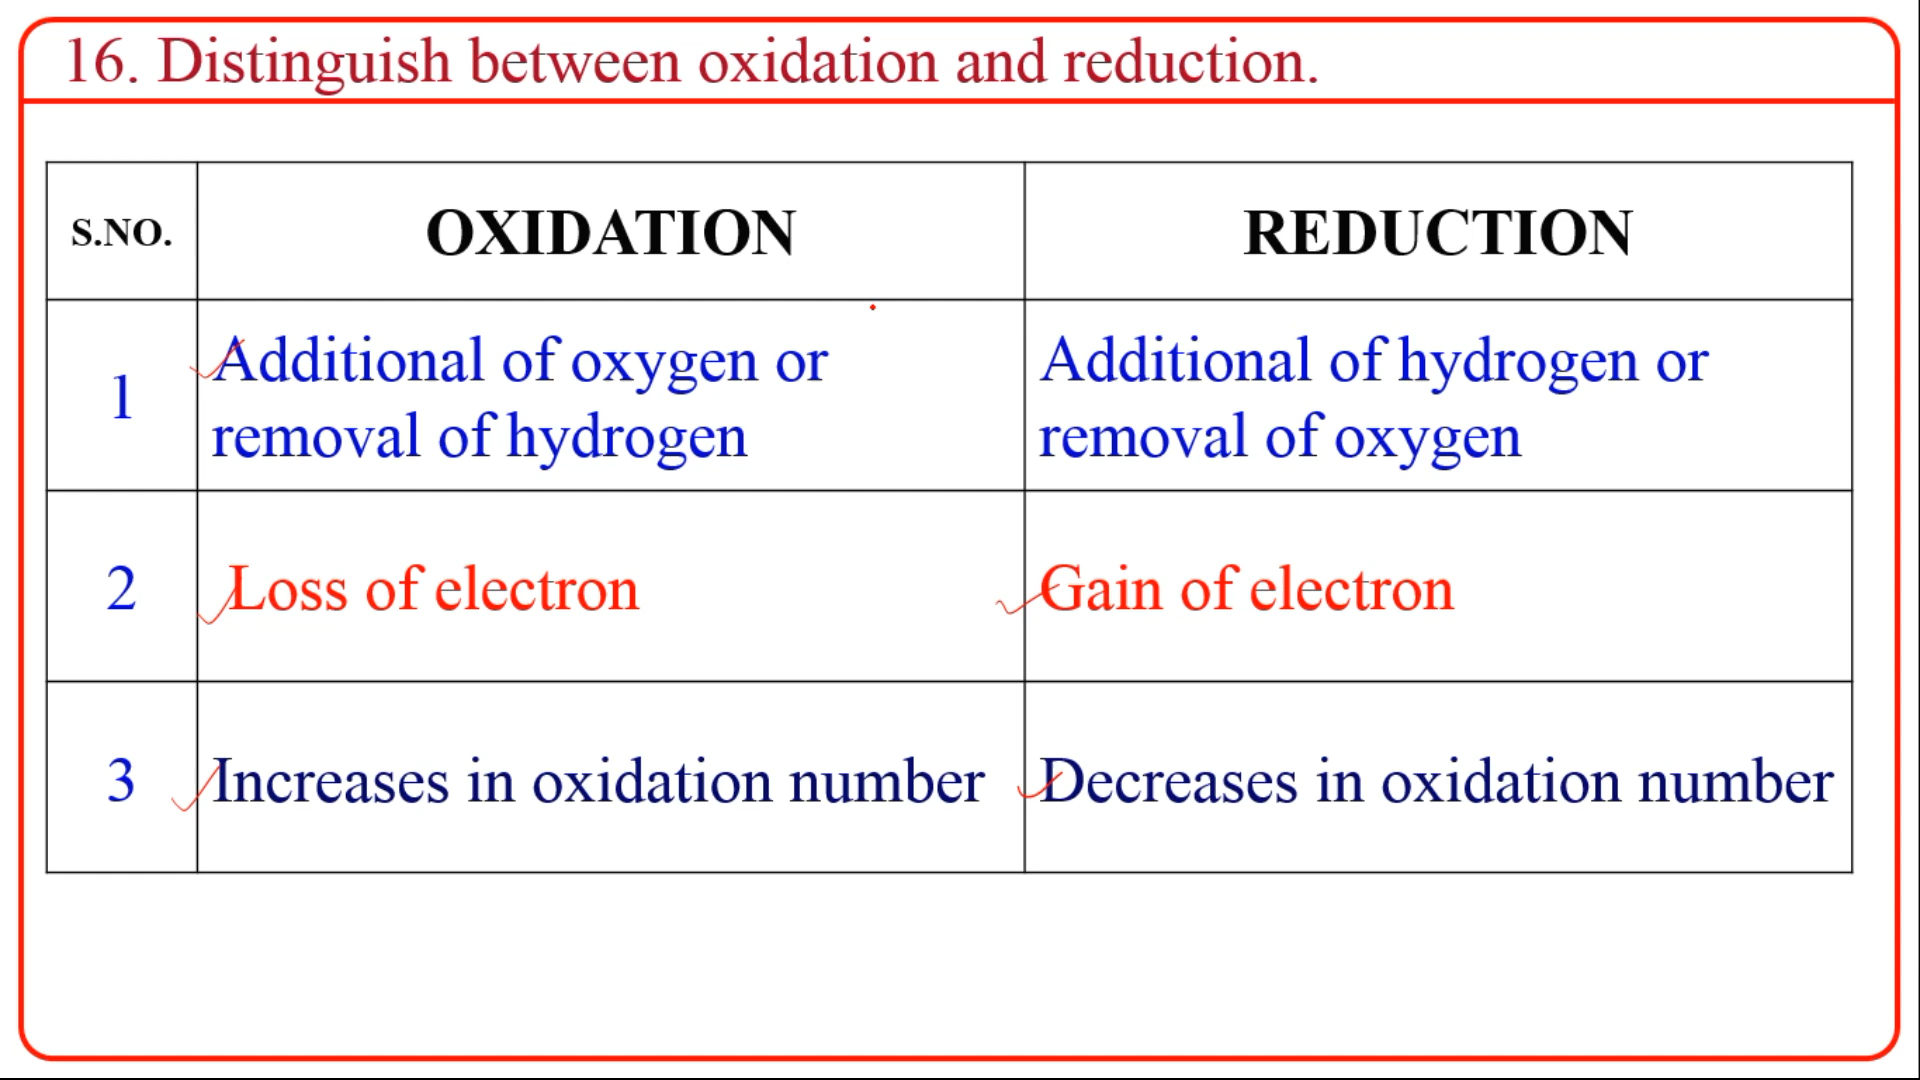 16. Distinguish between oxidation and reduction.
S.NO. OXIDATION REDUCTION
1
Additional of oxygen or
removal of hydrogen
Additional of hydrogen or
removal of oxygen
2 Loss of electron Gain of electron
3 Increases in oxidation number Decreases in oxidation number